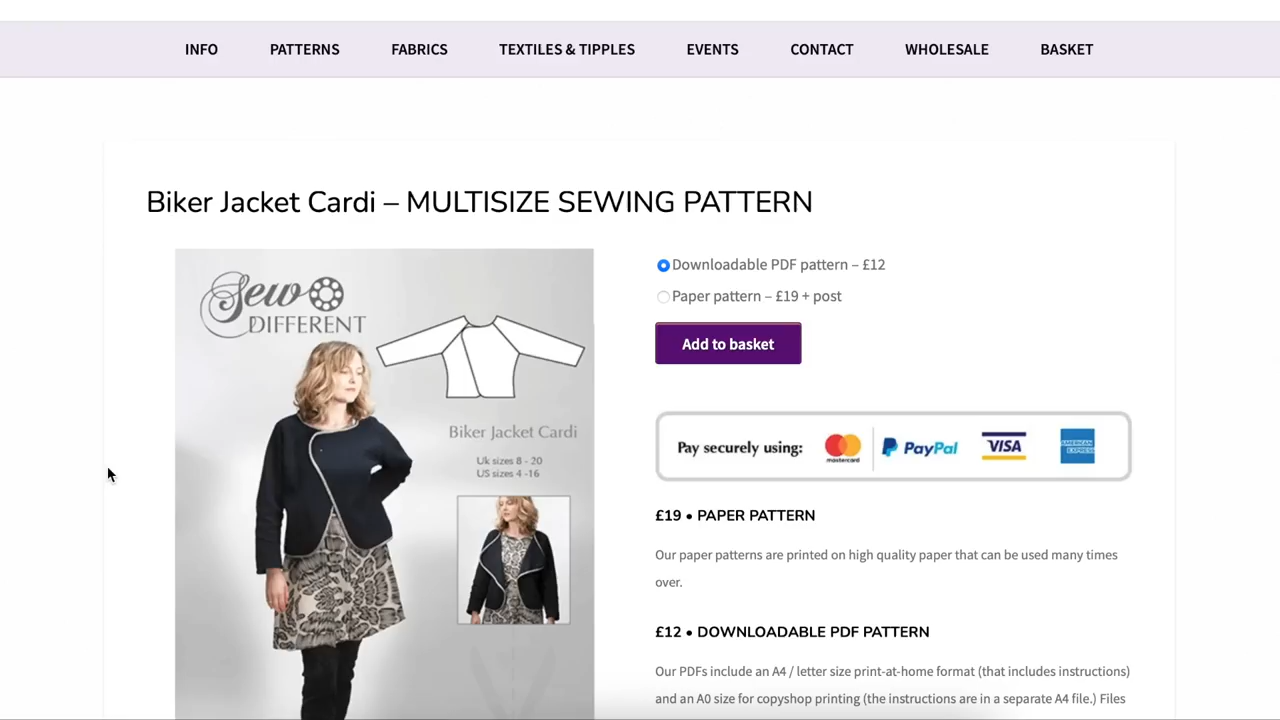 INFO PATTERNS FABRICS TEXTILES & TIPPLES EVENTS CONTACT WHOLESALE BASKET
Biker Jacket Cardi – MULTISIZE SEWING PATTERN
Sew
DIFFERENT
Biker Jacket Cardi
Uk sizes 8 - 20
US sizes 4 -16
Downloadable PDF pattern – £12
Paper pattern – £19 + post
Add to basket
Pay securely using: mastercard PayPal VISA AMERICAN EXPRESS
£19 • PAPER PATTERN
Our paper patterns are printed on high quality paper that can be used many times
over.
£12 • DOWNLOADABLE PDF PATTERN
Our PDFs include an A4 / letter size print-at-home format (that includes instructions)
and an A0 size for copyshop printing (the instructions are in a separate A4 file.) Files